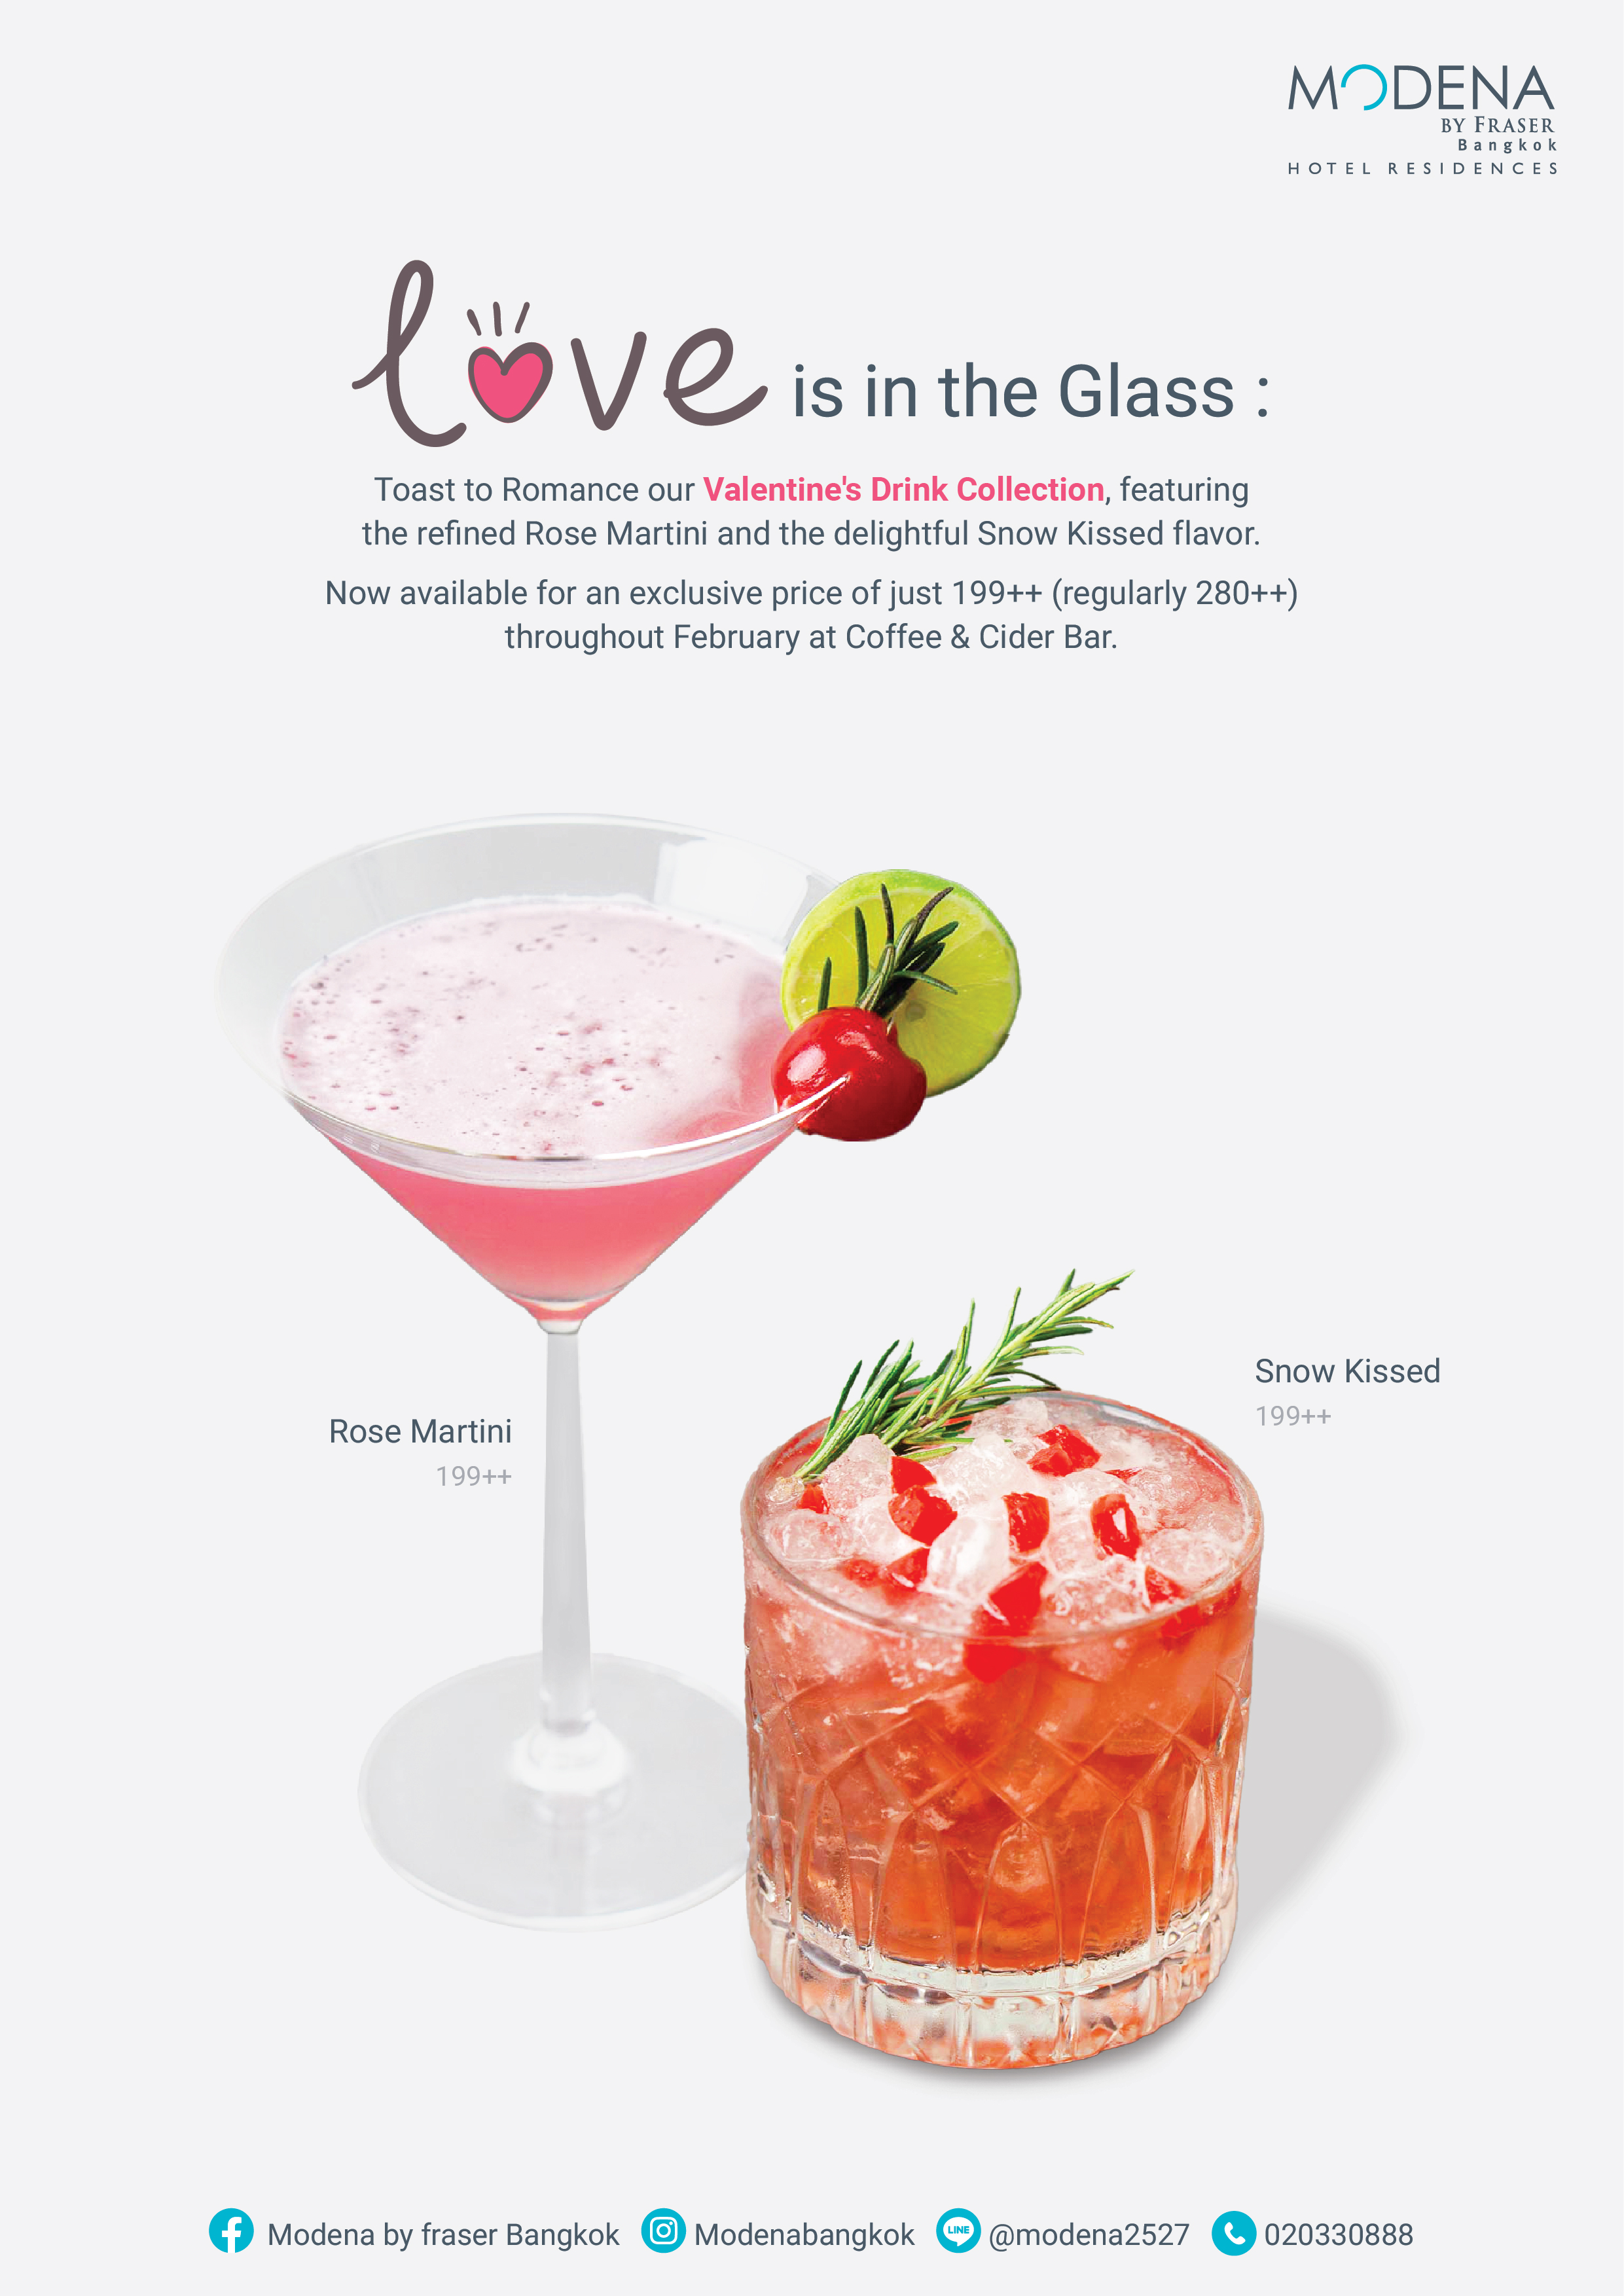 MODENA
BY FRASER
Bangkok
HOTEL RESIDENCES
love is in the Glass :
Toast to Romance our Valentine's Drink Collection, featuring
the refined Rose Martini and the delightful Snow Kissed flavor.
Now available for an exclusive price of just 199++ (regularly 280++)
throughout February at Coffee & Cider Bar.
Snow Kissed
199++
Rose Martini
199++
Modena by fraser Bangkok Modenabangkok LINE @modena2527 020330888